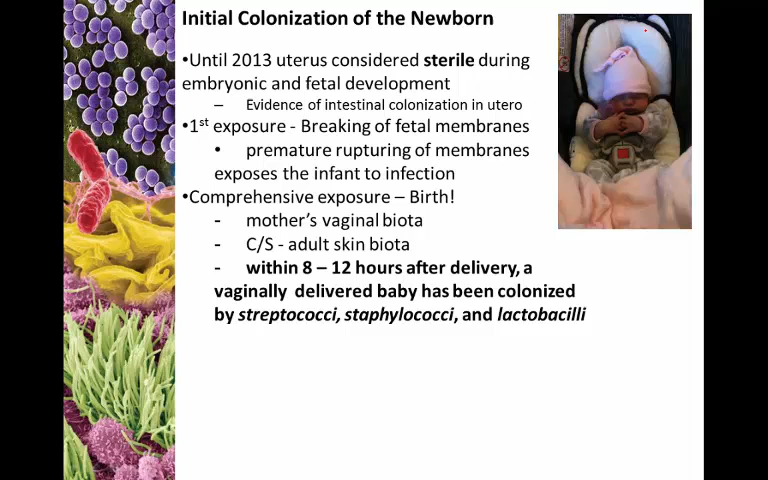 Initial Colonization of the Newborn
•Until 2013 uterus considered sterile during
embryonic and fetal development
– Evidence of intestinal colonization in utero
•1st exposure - Breaking of fetal membranes
• premature rupturing of membranes
exposes the infant to infection
•Comprehensive exposure – Birth!
- mother's vaginal biota
- C/S - adult skin biota
- within 8 – 12 hours after delivery, a
vaginally delivered baby has been colonized
by streptococci, staphylococci, and lactobacilli